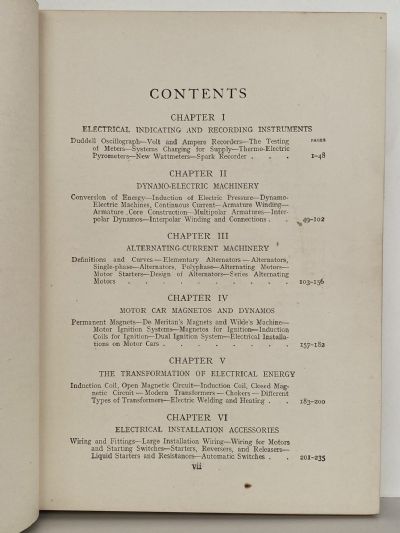 CONTENTS
CHAPTER I
ELECTRICAL INDICATING AND RECORDING INSTRUMENTS
Duddell Oscillograph—Volt and Ampere Recorders—The Testing PAGES
of Meters—Systems Charging for Supply—Thermo-Electric
Pyrometers—New Wattmeters—Spark Recorder . . . 1-48
CHAPTER II
DYNAMO-ELECTRIC MACHINERY
Conversion of Energy—Induction of Electric Pressure—Dynamo-
Electric Machines, Continuous Current—Armature Winding—
Armature Core Construction—Multipolar Armatures—Inter-
polar Dynamos—Interpolar Winding and Connections . . 49-102
CHAPTER III
ALTERNATING-CURRENT MACHINERY
Definitions and Curves—Elementary Alternators—Alternators,
Single-phase—Alternators, Polyphase—Alternating Motors—
Motor Starters—Design of Alternators—Series Alternating
Motors . . . . . . . . . 103-156
CHAPTER IV
MOTOR CAR MAGNETOS AND DYNAMOS
Permanent Magnets—De Meritan's Magnets and Wilde's Machine—
Motor Ignition Systems—Magnetos for Ignition—Induction
Coils for Ignition—Dual Ignition System—Electrical Installa-
tions on Motor Cars . . . . . . . 157-182
CHAPTER V
THE TRANSFORMATION OF ELECTRICAL ENERGY
Induction Coil, Open Magnetic Circuit—Induction Coil, Closed Mag-
netic Circuit—Modern Transformers—Chokers—Different
Types of Transformers—Electric Welding and Heating . . 183-200
CHAPTER VI
ELECTRICAL INSTALLATION ACCESSORIES
Wiring and Fittings—Large Installation Wiring—Wiring for Motors
and Starting Switches—Starters, Reversers, and Releasers—
Liquid Starters and Resistances—Automatic Switches . . 201-235
vii